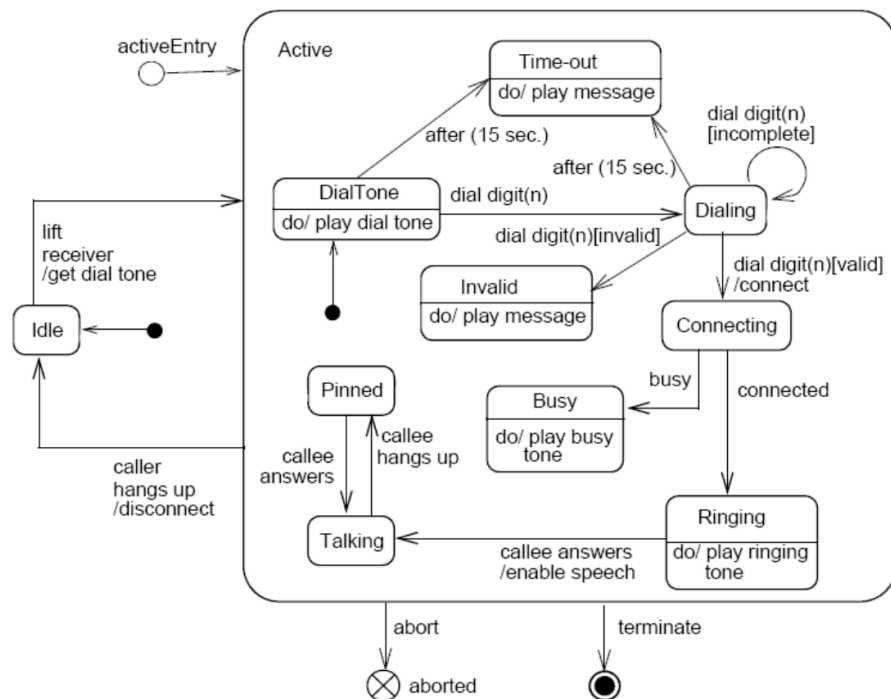 activeEntry
Active
Time-out
do/ play message
dial digit(n)
[incomplete]
after (15 sec.)
after (15 sec.)
DialTone
do/ play dial tone
dial digit(n)
Dialing
lift
receiver
/get dial tone
dial digit(n)[invalid]
dial digit(n)[valid]
/connect
Invalid
do/ play message
Idle
Connecting
Pinned
busy
connected
Busy
do/ play busy
tone
callee
answers
callee
hangs up
caller
hangs up
/disconnect
Talking
callee answers
/enable speech
Ringing
do/ play ringing
tone
abort
terminate
aborted